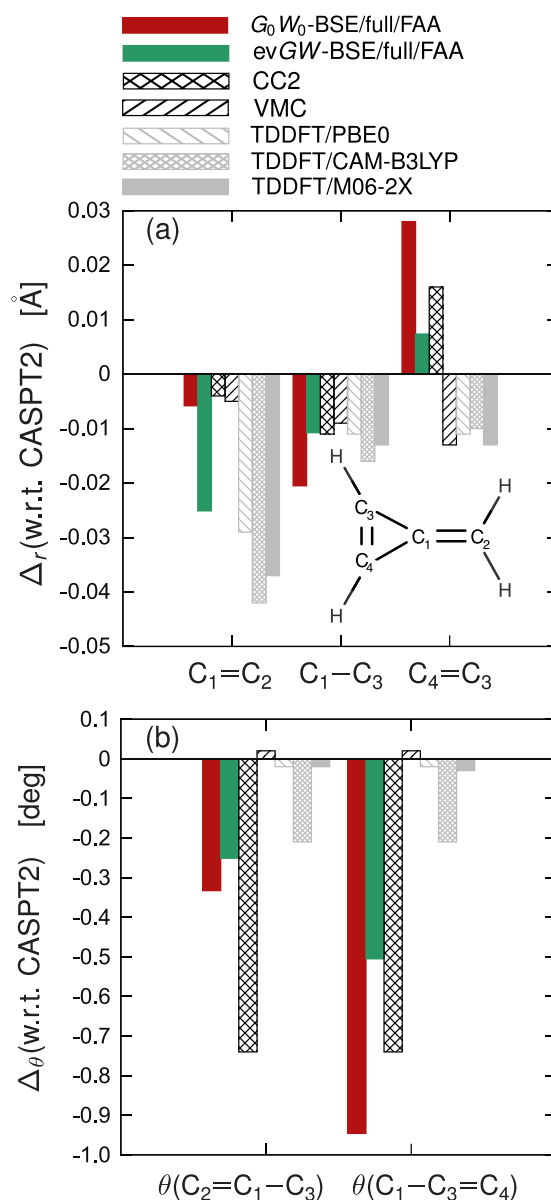 G₀W₀-BSE/full/FAA
evGW-BSE/full/FAA
CC2
VMC
TDDFT/PBE0
TDDFT/CAM-B3LYP
TDDFT/M06-2X
(a)
Δr(w.r.t. CASPT2) [Å]
0.03
0.02
0.01
0
-0.01
-0.02
-0.03
-0.04
-0.05
H
H
C₃
C₁
C₂
C₄
H
H
C₁=C₂ C₁−C₃ C₄=C₃
(b)
Δθ(w.r.t. CASPT2) [deg]
0.1
0
-0.1
-0.2
-0.3
-0.4
-0.5
-0.6
-0.7
-0.8
-0.9
-1.0
θ(C₂=C₁−C₃) θ(C₁−C₃=C₄)